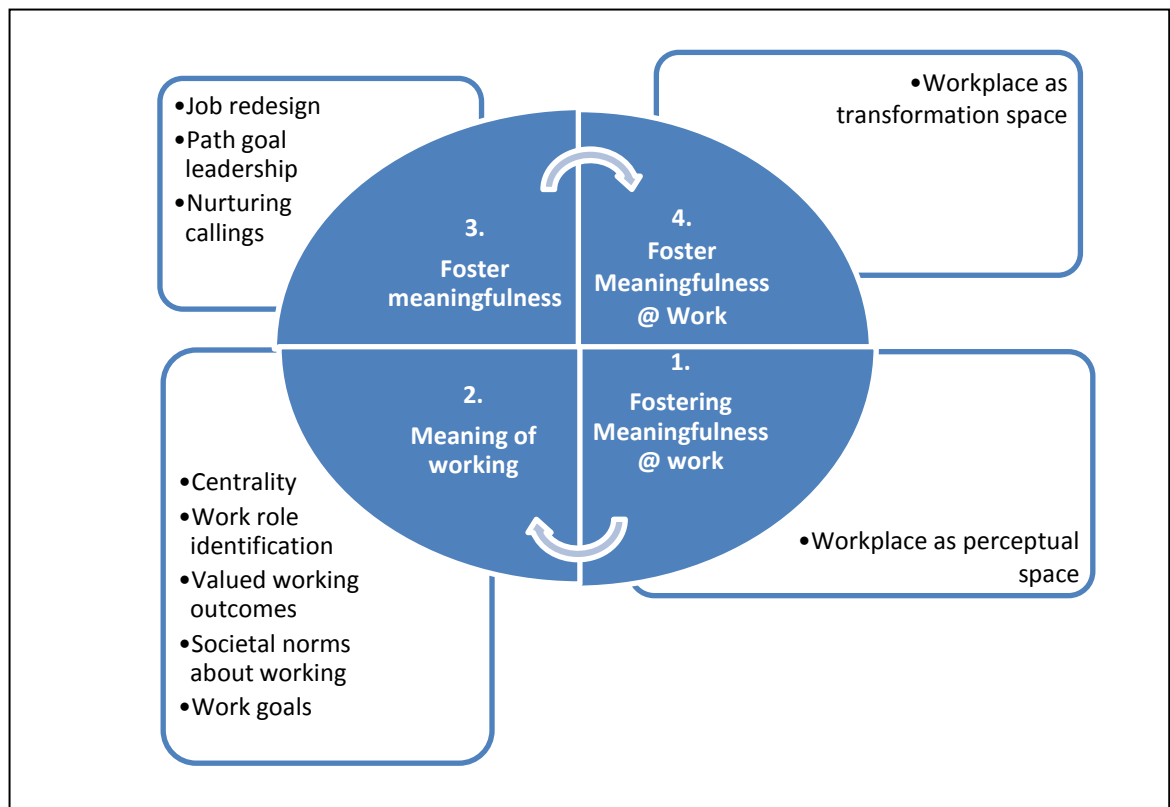 •Job redesign
•Path goal
leadership
•Nurturing
callings
•Workplace as
transformation space
3.
Foster
meaningfulness
4.
Foster
Meaningfulness
@ Work
2.
Meaning of
working
1.
Fostering
Meaningfulness
@ work
•Centrality
•Work role
identification
•Valued working
outcomes
•Societal norms
about working
•Work goals
•Workplace as perceptual
space